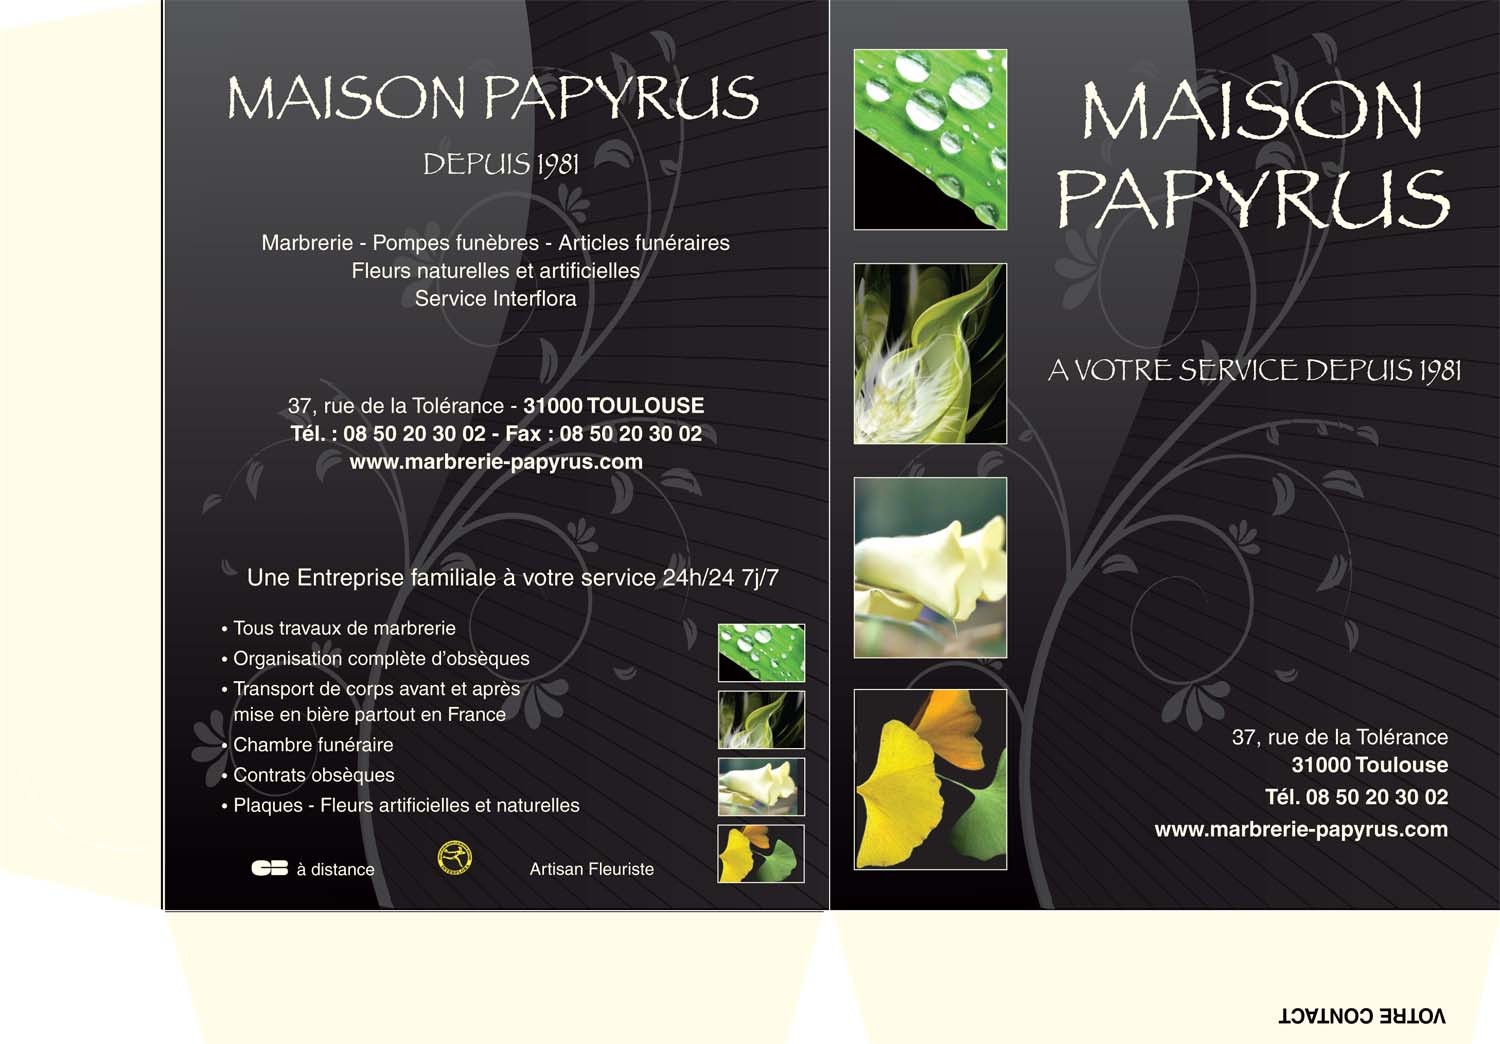 MAISON PAPYRUS
DEPUIS 1981
Marbrerie - Pompes funèbres - Articles funéraires
Fleurs naturelles et artificielles
Service Interflora
37, rue de la Tolérance - 31000 TOULOUSE
Tél. : 08 50 20 30 02 - Fax : 08 50 20 30 02
www.marbrerie-papyrus.com
Une Entreprise familiale à votre service 24h/24 7j/7
• Tous travaux de marbrerie
• Organisation complète d'obsèques
• Transport de corps avant et après
mise en bière partout en France
• Chambre funéraire
• Contrats obsèques
• Plaques - Fleurs artificielles et naturelles
CB à distance
INTERFLORA
Artisan Fleuriste
MAISON
PAPYRUS
A VOTRE SERVICE DEPUIS 1981
37, rue de la Tolérance
31000 Toulouse
Tél. 08 50 20 30 02
www.marbrerie-papyrus.com
VOTRE CONTACT